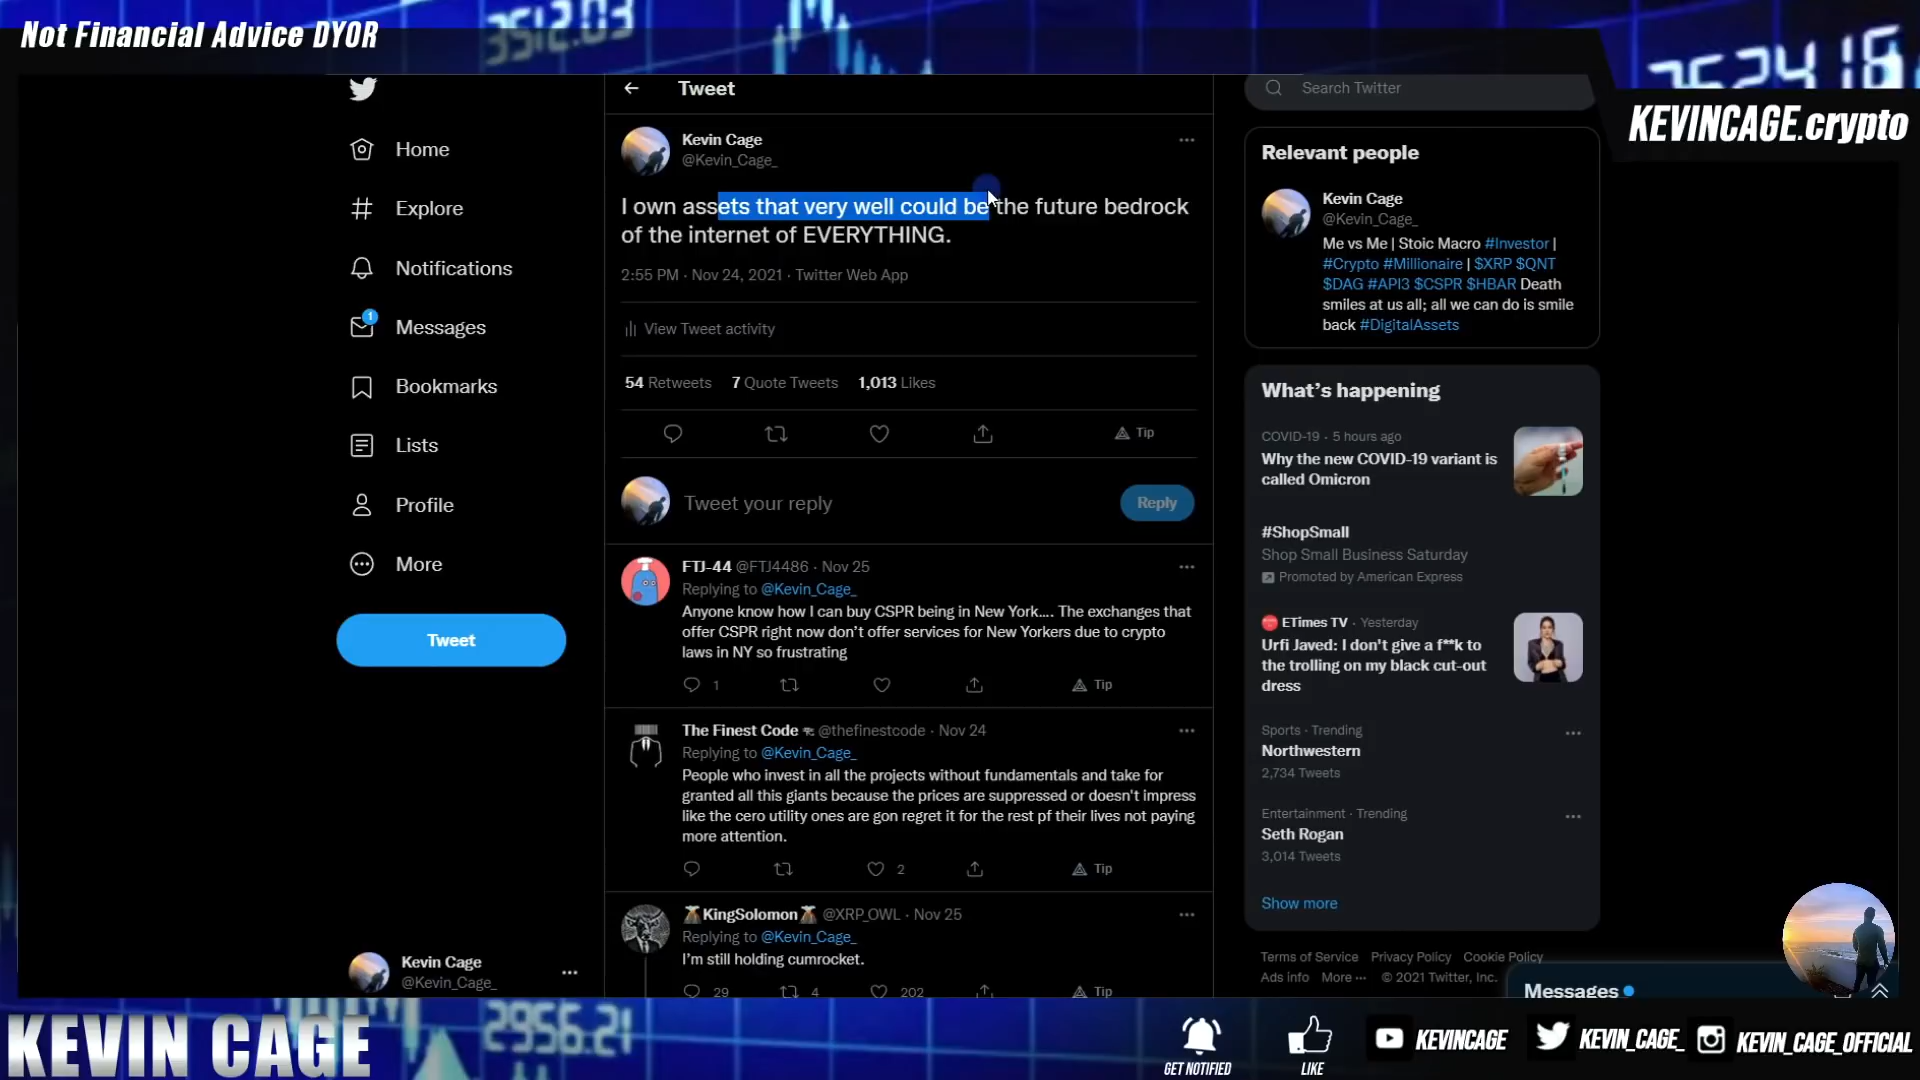 Not Financial Advice DYOR
3512.03
KEVINCAGE.crypto
Home
Explore
Notifications
1
Messages
Bookmarks
Lists
Profile
More
Tweet
Kevin Cage
@Kevin_Cage_
Tweet
Kevin Cage
@Kevin_Cage_
I own assets that very well could be the future bedrock
of the internet of EVERYTHING.
2:55 PM · Nov 24, 2021 · Twitter Web App
View Tweet activity
54 Retweets 7 Quote Tweets 1,013 Likes
Tip
Tweet your reply
Reply
FTJ-44 @FTJ4486 · Nov 25
Replying to @Kevin_Cage_
Anyone know how I can buy CSPR being in New York.... The exchanges that
offer CSPR right now don't offer services for New Yorkers due to crypto
laws in NY so frustrating
1 Tip
The Finest Code @thefinestcode · Nov 24
Replying to @Kevin_Cage_
People who invest in all the projects without fundamentals and take for
granted all this giants because the prices are suppressed or doesn't impress
like the cero utility ones are gon regret it for the rest pf their lives not paying
more attention.
2 Tip
KingSolomon @XRP_OWL · Nov 25
Replying to @Kevin_Cage_
I'm still holding cumrocket.
29 4 202 Tip
Search Twitter
Relevant people
Kevin Cage
@Kevin_Cage_
Me vs Me | Stoic Macro #Investor |
#Crypto #Millionaire | $XRP $QNT
$DAG #API3 $CSPR $HBAR Death
smiles at us all; all we can do is smile
back #DigitalAssets
What's happening
COVID-19 · 5 hours ago
Why the new COVID-19 variant is
called Omicron
#ShopSmall
Shop Small Business Saturday
Promoted by American Express
ETimes TV · Yesterday
Urfi Javed: I don't give a f**k to
the trolling on my black cut-out
dress
Sports · Trending
Northwestern
2,734 Tweets
Entertainment · Trending
Seth Rogan
3,014 Tweets
Show more
Terms of Service Privacy Policy Cookie Policy
Ads info More © 2021 Twitter, Inc.
Messages
KEVIN CAGE
2956.21
GET NOTIFIED
LIKE
KEVINCAGE
KEVIN_CAGE_
KEVIN_CAGE_OFFICIAL